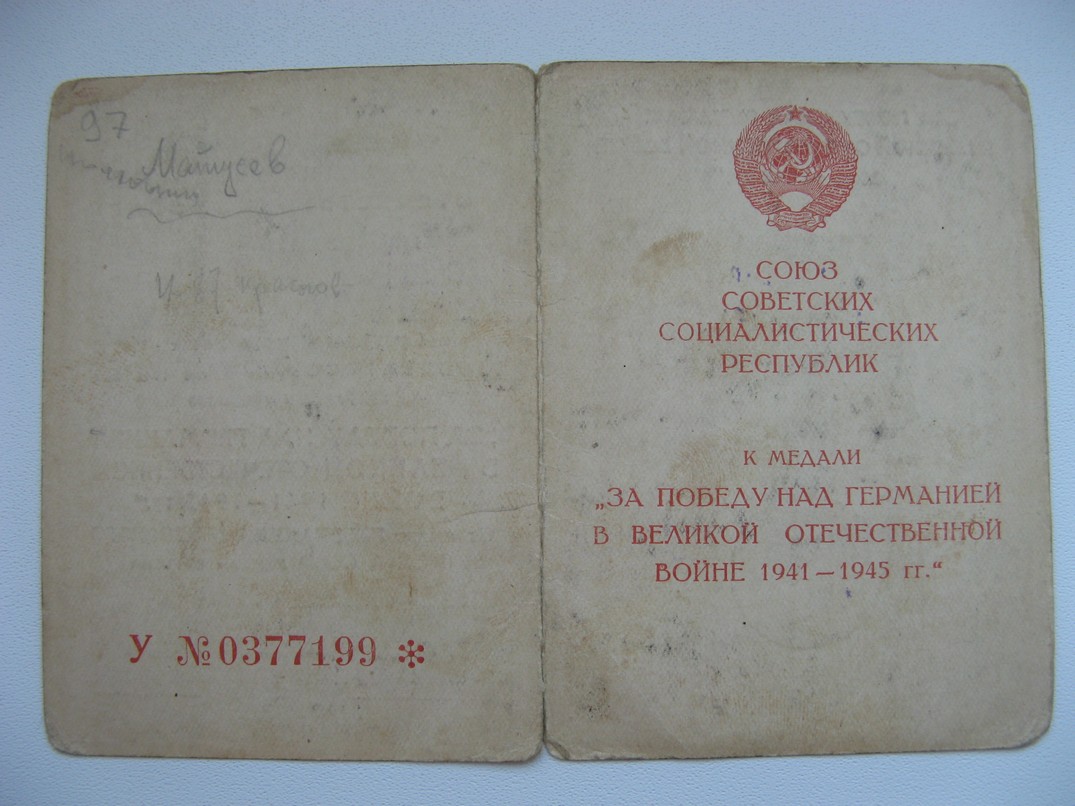 97
Матусев
У №0377199 *
СОЮЗ
СОВЕТСКИХ
СОЦИАЛИСТИЧЕСКИХ
РЕСПУБЛИК
К МЕДАЛИ
„ЗА ПОБЕДУ НАД ГЕРМАНИЕЙ
В ВЕЛИКОЙ ОТЕЧЕСТВЕННОЙ
ВОЙНЕ 1941—1945 гг.“